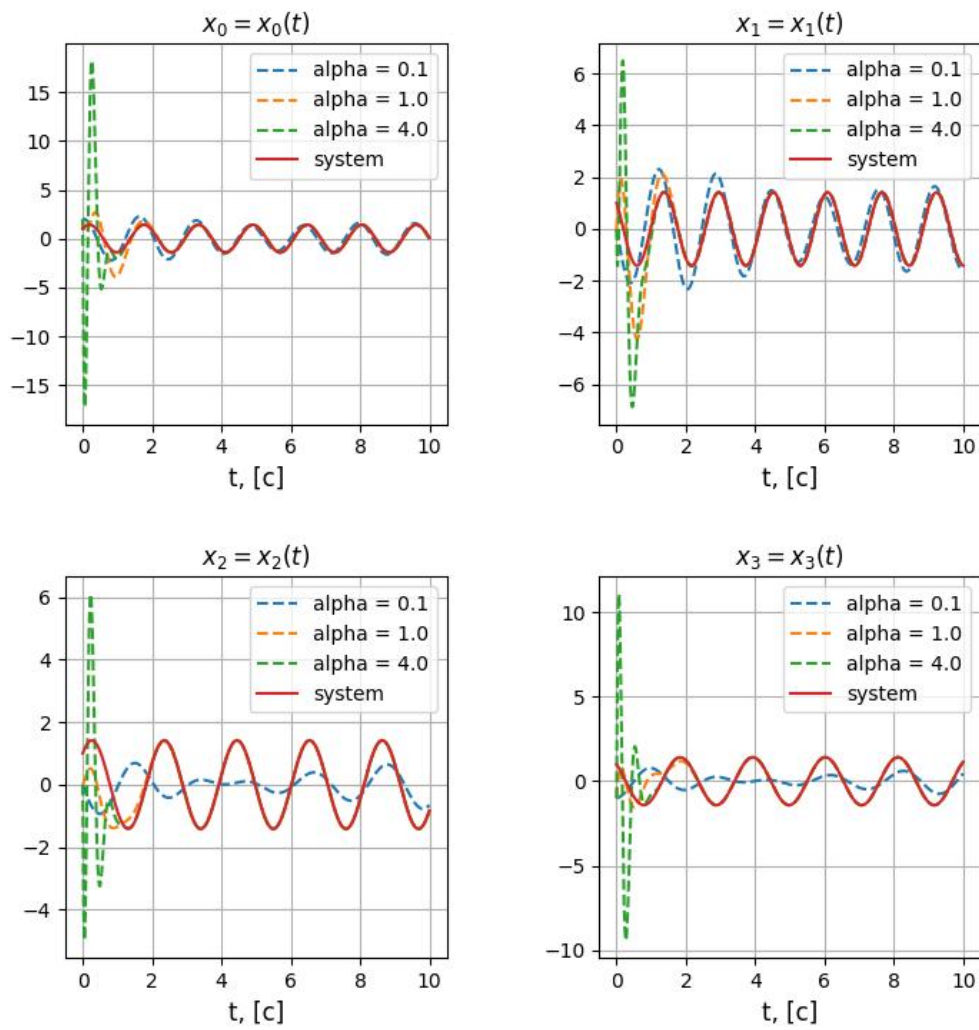 x₀ = x₀(t)
15
10
5
0
−5
−10
−15
alpha = 0.1
alpha = 1.0
alpha = 4.0
system
0 2 4 6 8 10
t, [c]
x₁ = x₁(t)
6
4
2
0
−2
−4
−6
alpha = 0.1
alpha = 1.0
alpha = 4.0
system
0 2 4 6 8 10
t, [c]
x₂ = x₂(t)
6
4
2
0
−2
−4
alpha = 0.1
alpha = 1.0
alpha = 4.0
system
0 2 4 6 8 10
t, [c]
x₃ = x₃(t)
10
5
0
−5
−10
alpha = 0.1
alpha = 1.0
alpha = 4.0
system
0 2 4 6 8 10
t, [c]